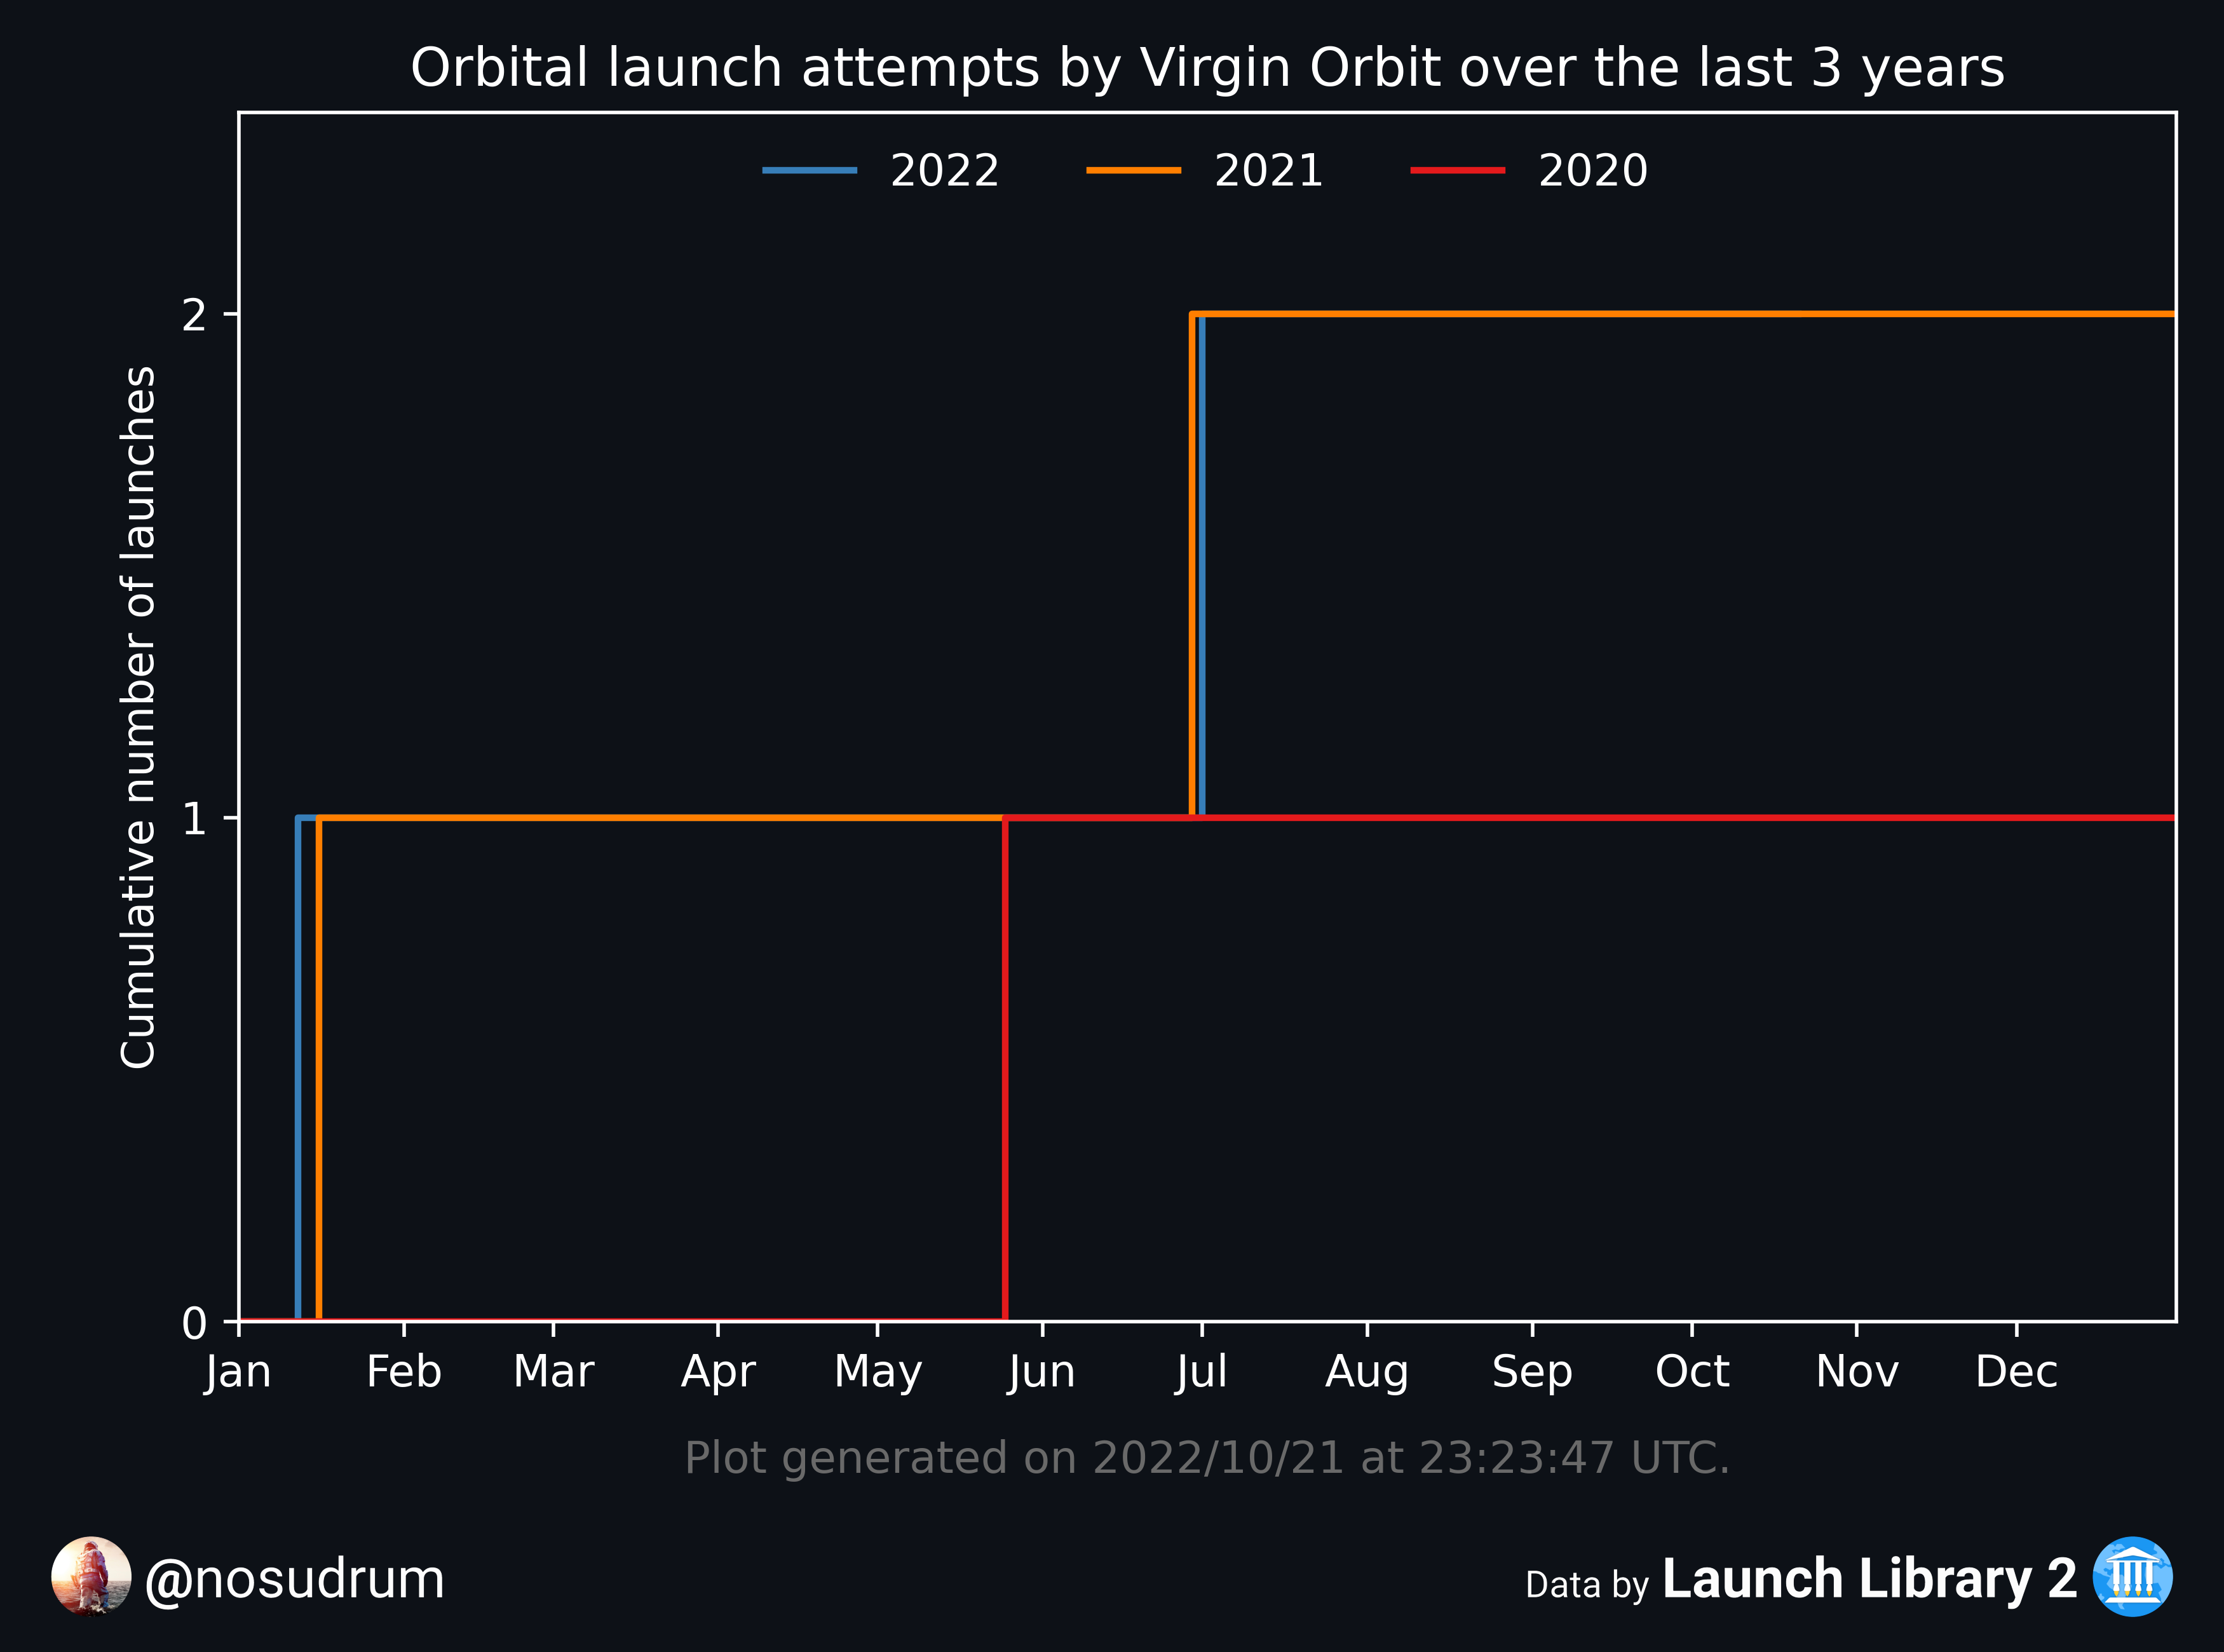 Orbital launch attempts by Virgin Orbit over the last 3 years
2022 2021 2020
Cumulative number of launches
2
1
0
Jan Feb Mar Apr May Jun Jul Aug Sep Oct Nov Dec
Plot generated on 2022/10/21 at 23:23:47 UTC.
@nosudrum
Data by Launch Library 2